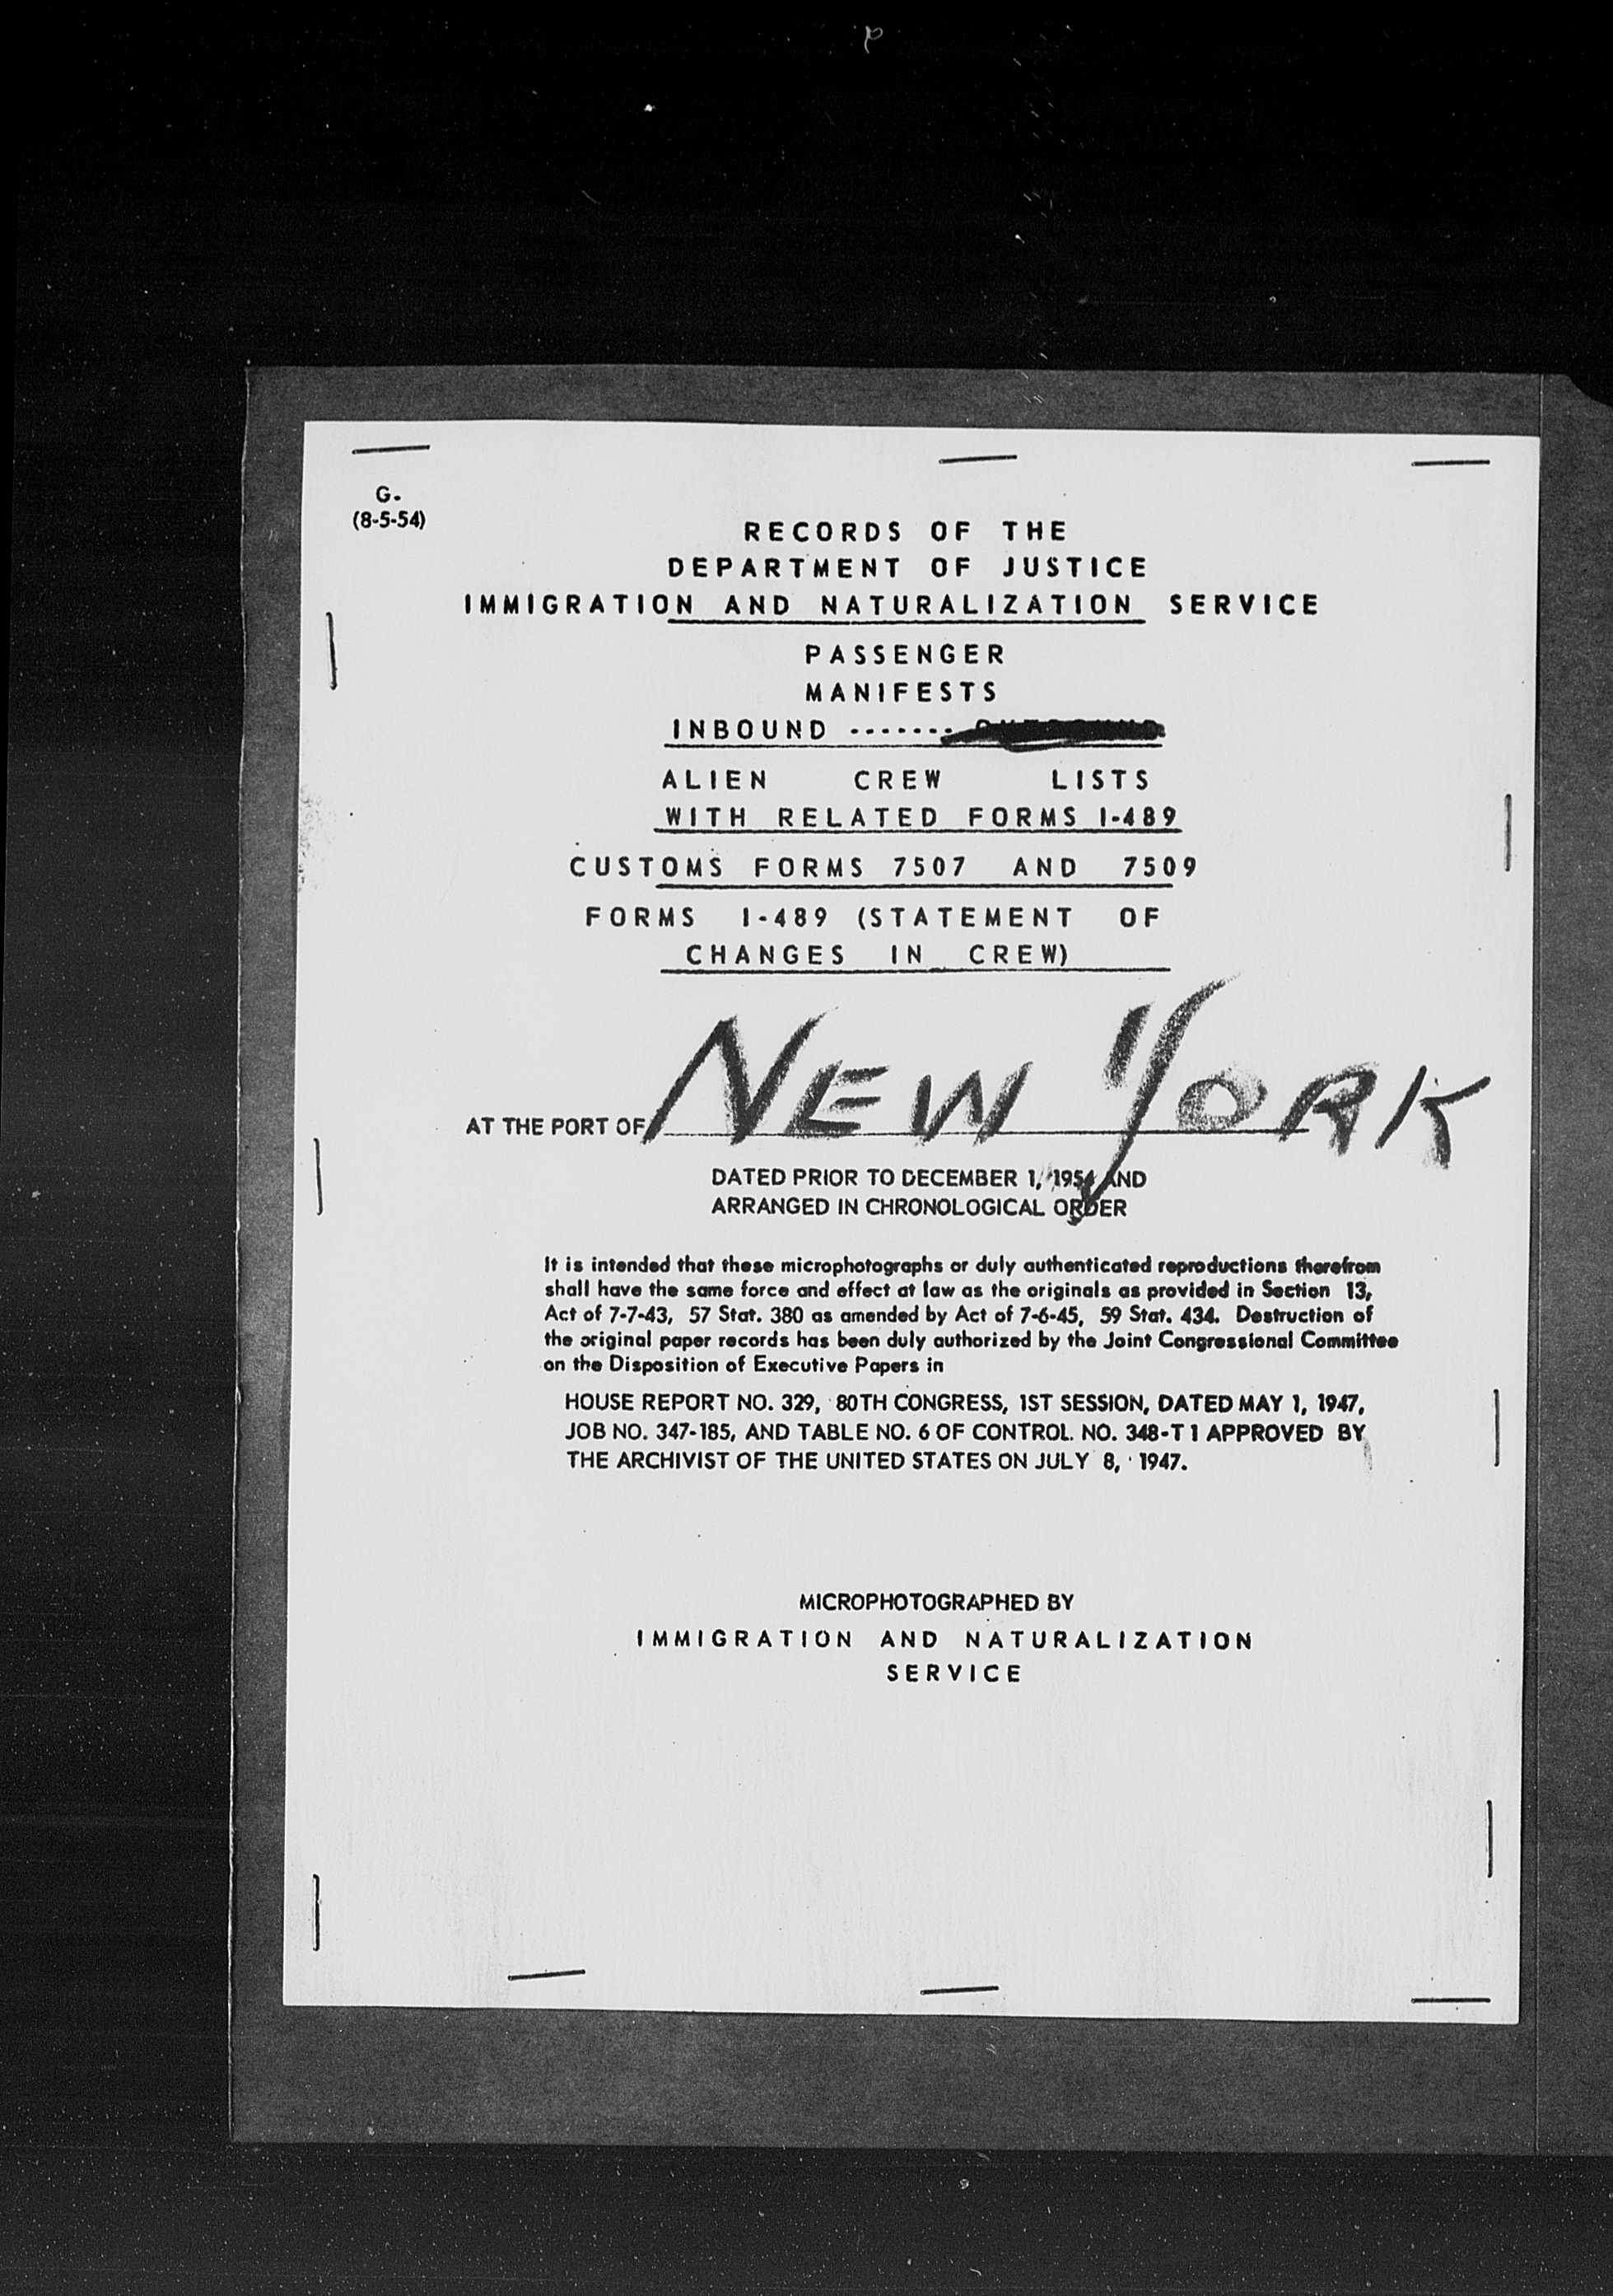 G.
(8-5-54)
RECORDS OF THE
DEPARTMENT OF JUSTICE
IMMIGRATION AND NATURALIZATION SERVICE
PASSENGER
MANIFESTS
INBOUND -------
ALIEN CREW LISTS
WITH RELATED FORMS I-489
CUSTOMS FORMS 7507 AND 7509
FORMS I-489 (STATEMENT OF
CHANGES IN CREW)
AT THE PORT OF NEW YORK
DATED PRIOR TO DECEMBER 1, 1954 AND
ARRANGED IN CHRONOLOGICAL ORDER
It is intended that these microphotographs or duly authenticated reproductions therefrom
shall have the same force and effect at law as the originals as provided in Section 13,
Act of 7-7-43, 57 Stat. 380 as amended by Act of 7-6-45, 59 Stat. 434. Destruction of
the original paper records has been duly authorized by the Joint Congressional Committee
on the Disposition of Executive Papers in
HOUSE REPORT NO. 329, 80TH CONGRESS, 1ST SESSION, DATED MAY 1, 1947,
JOB NO. 347-185, AND TABLE NO. 6 OF CONTROL NO. 348-T 1 APPROVED BY
THE ARCHIVIST OF THE UNITED STATES ON JULY 8, 1947.
MICROPHOTOGRAPHED BY
IMMIGRATION AND NATURALIZATION
SERVICE